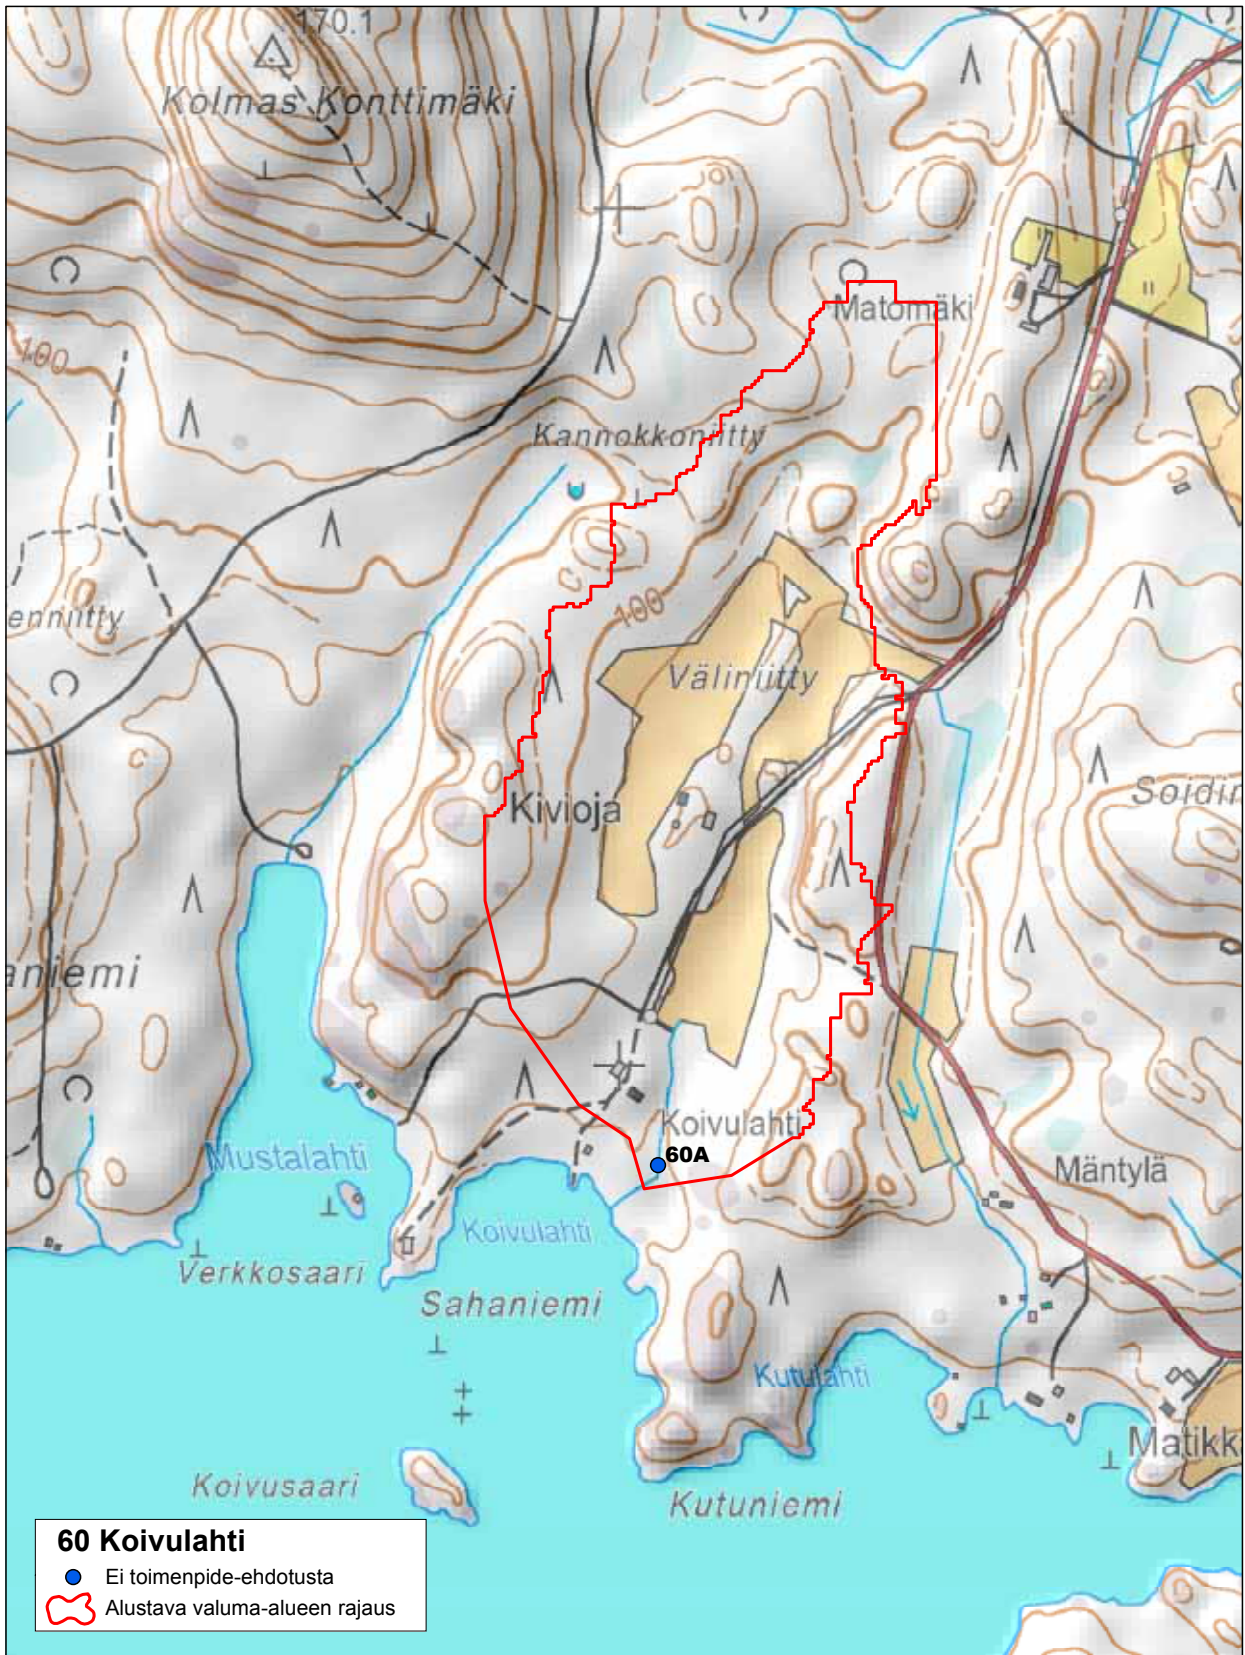 170.1
Kolmas Konttimäki
Matomäki
100
Kannokkoniitty
100
enniitty
Väliniitty
Kivioja
Soidin
aniemi
Koivulahti
60A
Mustalahti
Mäntylä
Koivulahti
Verkkosaari
Sahaniemi
Kutulahti
Matikk
Koivusaari
Kutuniemi
60 Koivulahti
Ei toimenpide-ehdotusta
Alustava valuma-alueen rajaus